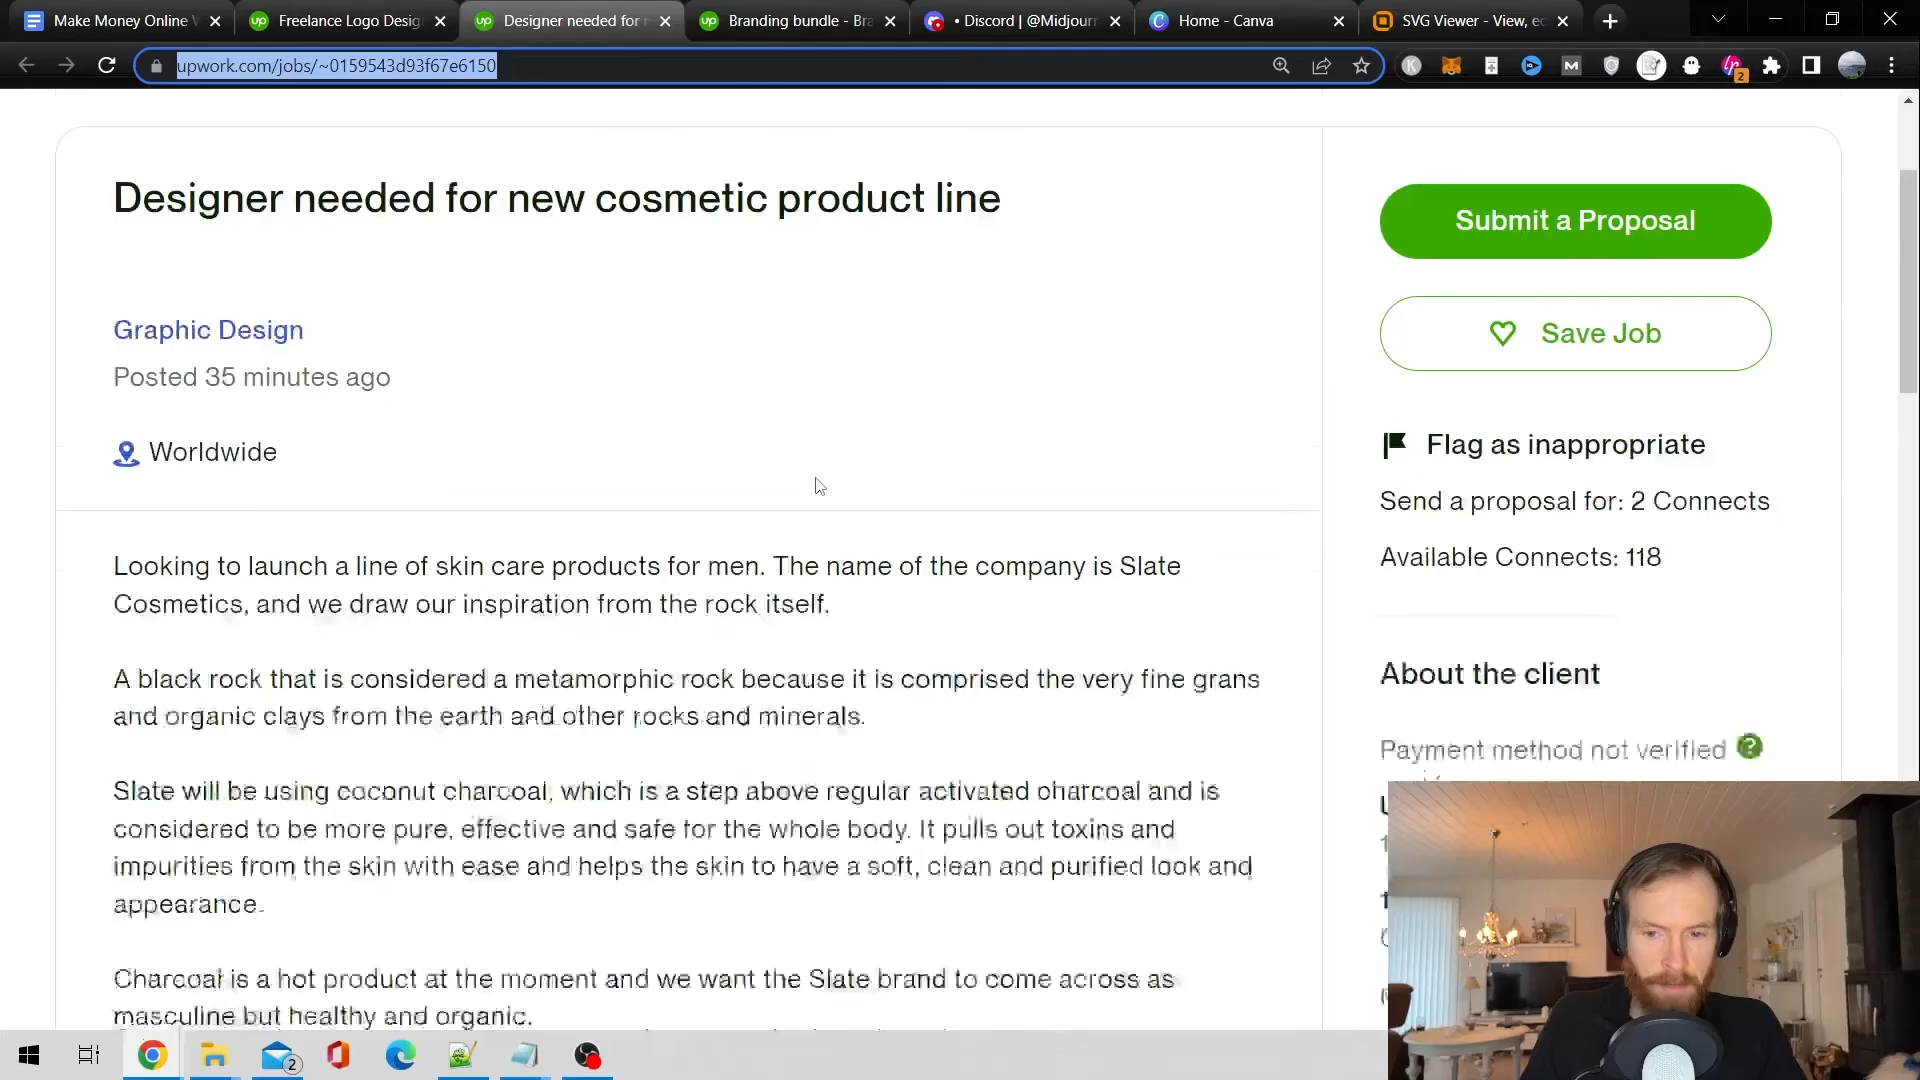 Make Money Online
Freelance Logo Desig
Designer needed for
Branding bundle - Bra
• Discord | @Midjour
Home - Canva
SVG Viewer - View, e
upwork.com/jobs/~0159543d93f67e6150
2
Designer needed for new cosmetic product line
Graphic Design
Posted 35 minutes ago
Worldwide
Looking to launch a line of skin care products for men. The name of the company is Slate
Cosmetics, and we draw our inspiration from the rock itself.
A black rock that is considered a metamorphic rock because it is comprised the very fine grans
and organic clays from the earth and other rocks and minerals.
Slate will be using coconut charcoal, which is a step above regular activated charcoal and is
considered to be more pure, effective and safe for the whole body. It pulls out toxins and
impurities from the skin with ease and helps the skin to have a soft, clean and purified look and
appearance.
Charcoal is a hot product at the moment and we want the Slate brand to come across as
masculine but healthy and organic.
Submit a Proposal
Save Job
Flag as inappropriate
Send a proposal for: 2 Connects
Available Connects: 118
About the client
Payment method not verified
2